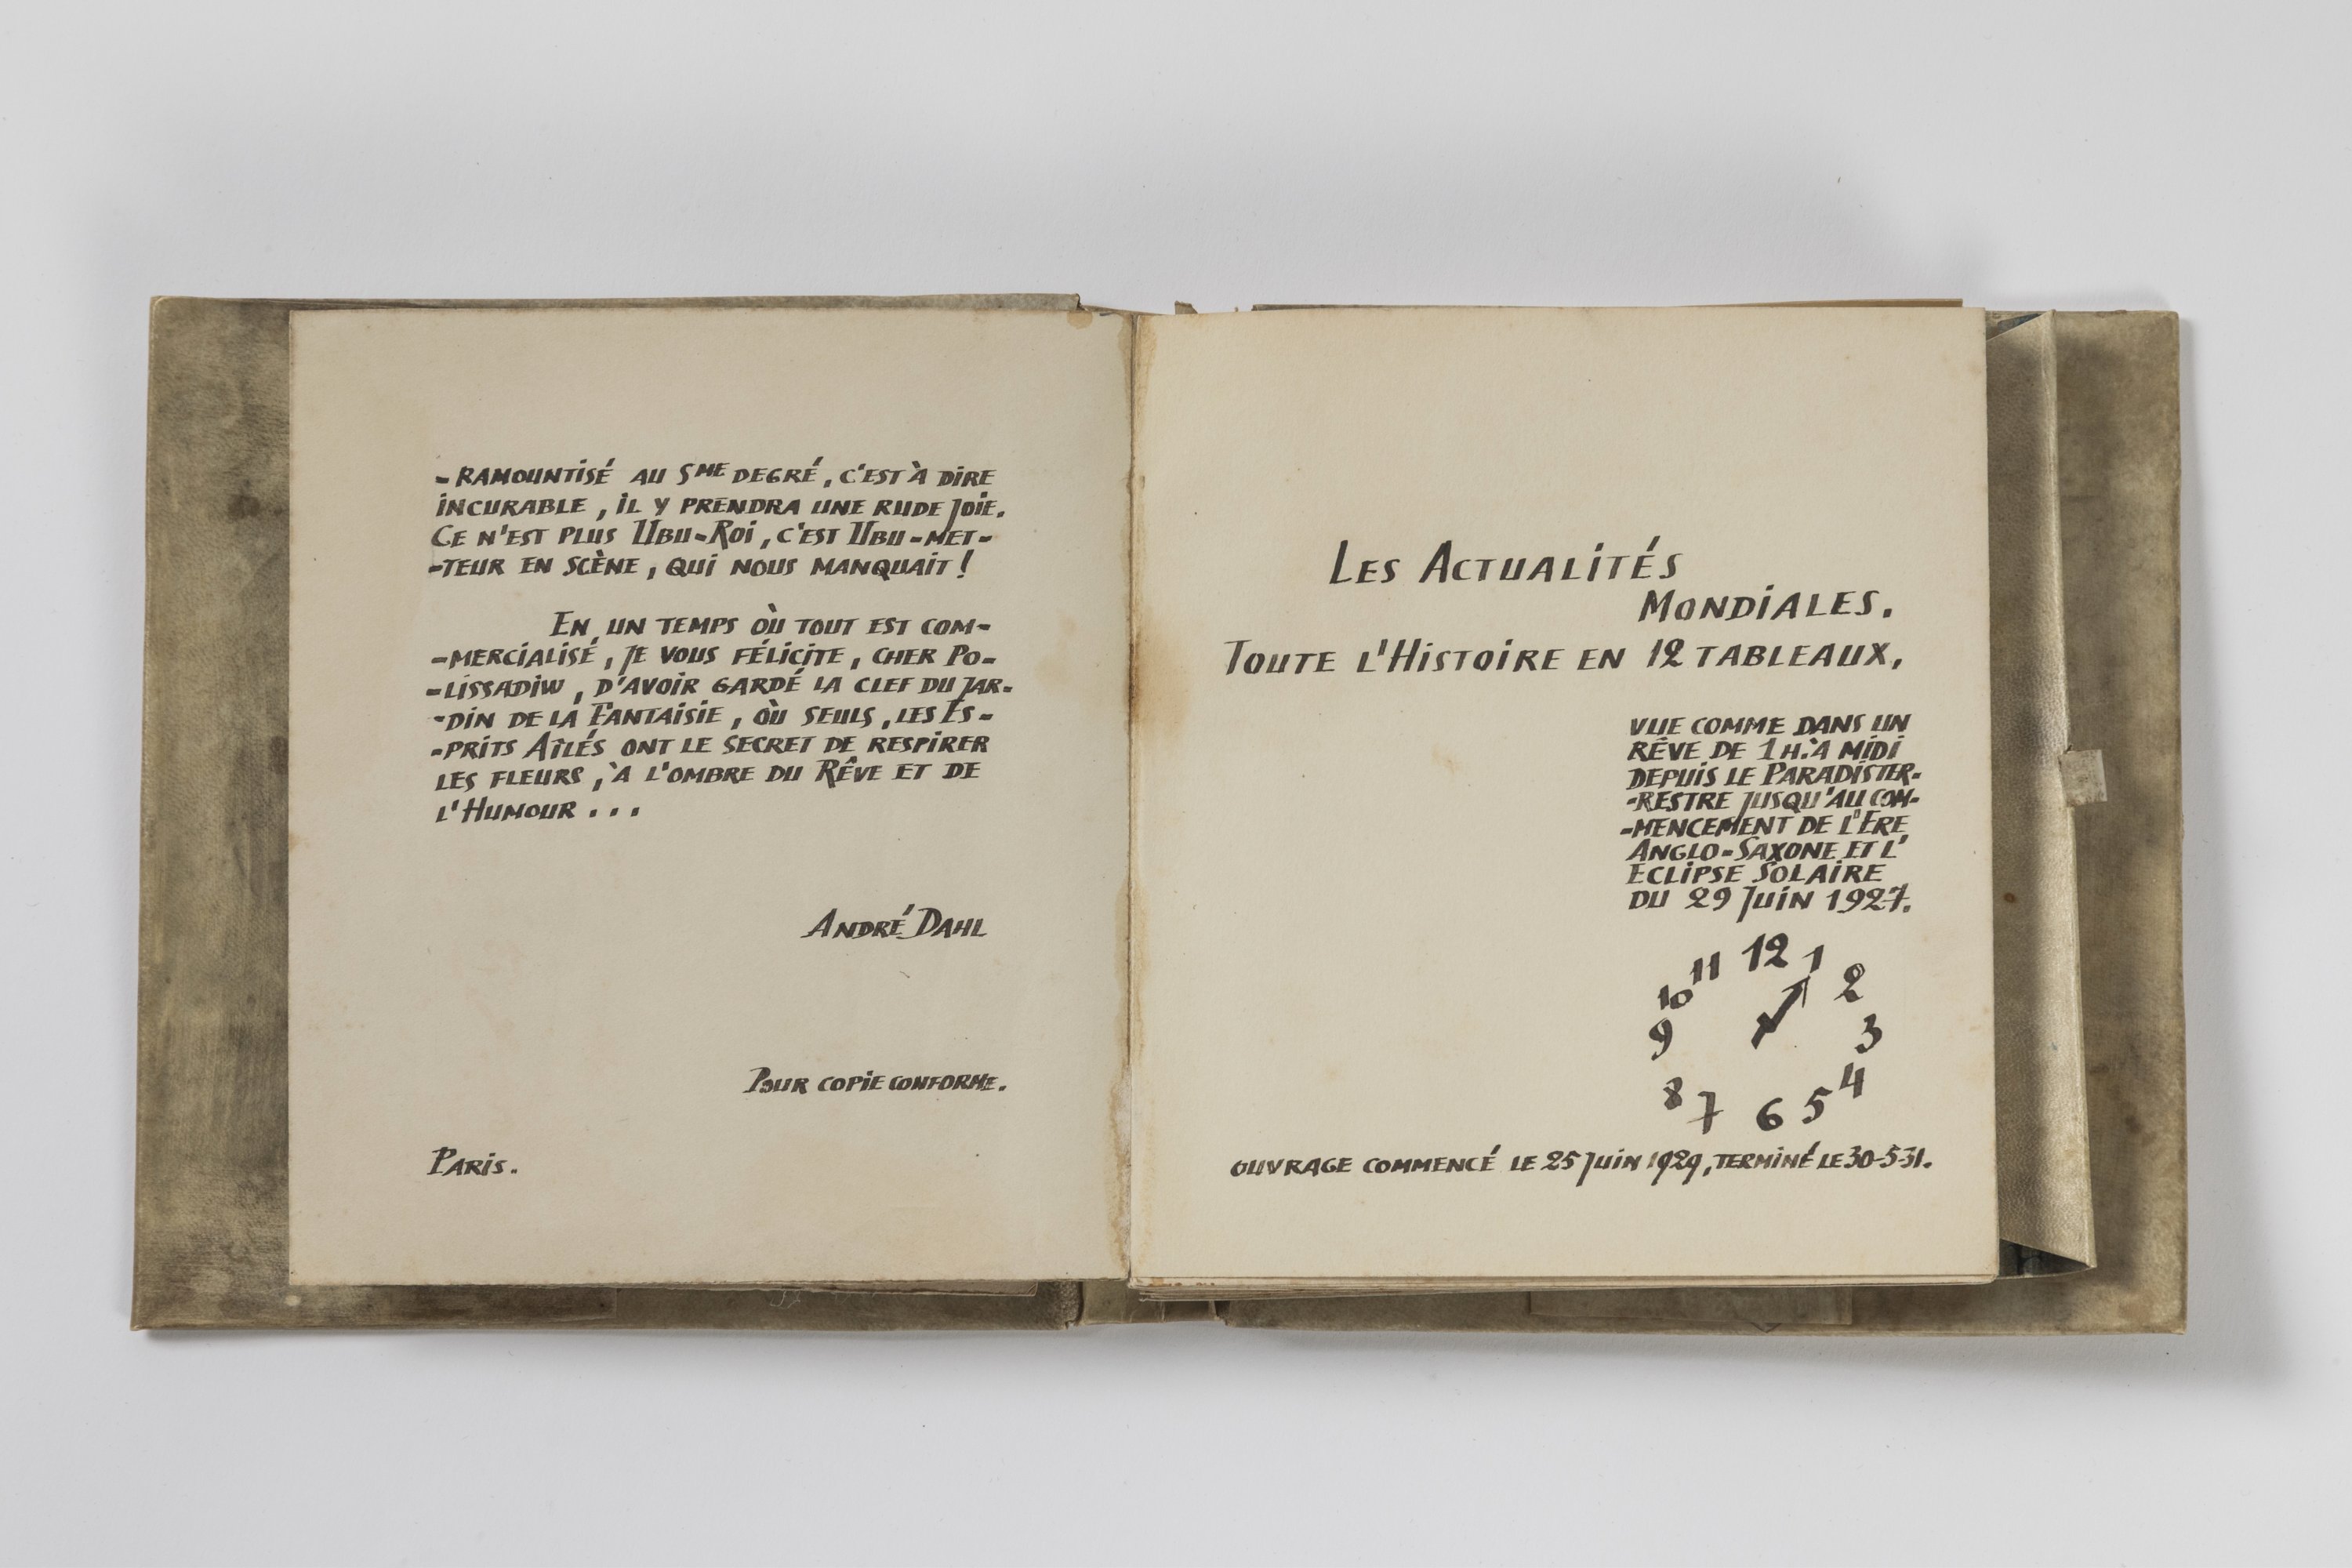 -RAMOUNTISÉ AU 5ME DEGRÉ, C'EST À DIRE
INCURABLE, IL Y PRENDRA UNE RUDE JOIE.
CE N'EST PLUS UBU-ROI, C'EST UBU-MET-
-TEUR EN SCÈNE, QUI NOUS MANQUAIT!
EN UN TEMPS OÙ TOUT EST COM-
-MERCIALISÉ, JE VOUS FÉLICITE, CHER PO-
-LISSADIW, D'AVOIR GARDÉ LA CLEF DU JAR-
-DIN DE LA FANTAISIE, OÙ SEULS, LES ES-
-PRITS AÎLÉS ONT LE SECRET DE RESPIRER
LES FLEURS, À L'OMBRE DU RÊVE ET DE
L'HUMOUR...
ANDRÉ DAHL
POUR COPIE CONFORME.
PARIS.
LES ACTUALITÉS
MONDIALES.
TOUTE L'HISTOIRE EN 12 TABLEAUX,
VUE COMME DANS UN
RÊVE DE 1 H. À MIDI
DEPUIS LE PARADISTER-
-RESTRE JUSQU'AU COM-
-MENCEMENT DE L'ERE
ANGLO-SAXONE ET L'
ECLIPSE SOLAIRE
DU 29 JUIN 1927.
12
11 1
10 2
9 3
8 4
7 6 5
OUVRAGE COMMENCÉ LE 25 JUIN 1929, TERMINÉ LE 30-5-31.